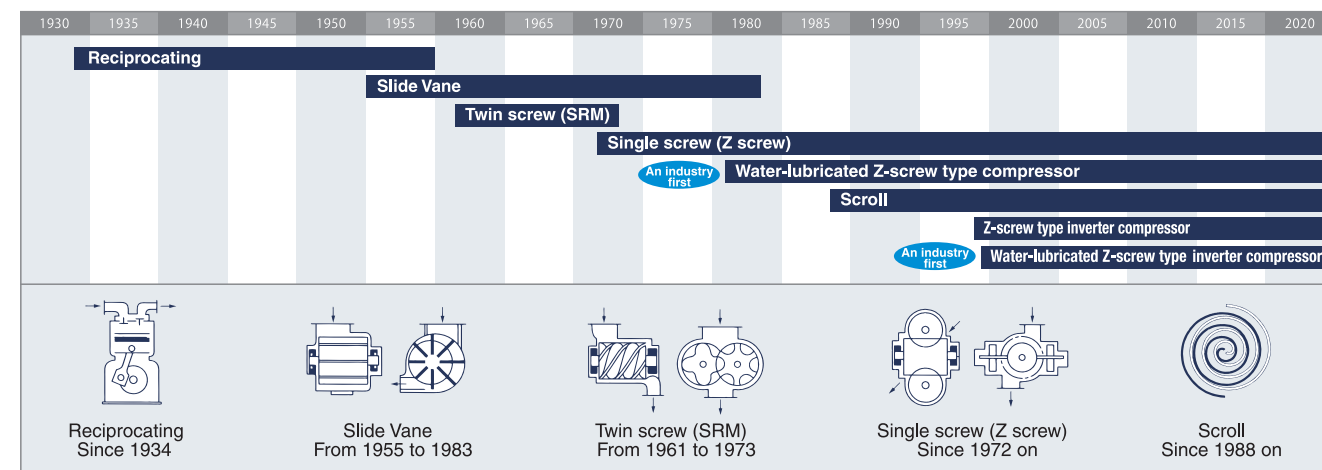 1930 1935 1940 1945 1950 1955 1960 1965 1970 1975 1980 1985 1990 1995 2000 2005 2010 2015 2020
Reciprocating
Slide Vane
Twin screw (SRM)
Single screw (Z screw)
An industry
first
Water-lubricated Z-screw type compressor
Scroll
Z-screw type inverter compressor
An industry
first
Water-lubricated Z-screw type inverter compressor
Reciprocating
Since 1934
Slide Vane
From 1955 to 1983
Twin screw (SRM)
From 1961 to 1973
Single screw (Z screw)
Since 1972 on
Scroll
Since 1988 on